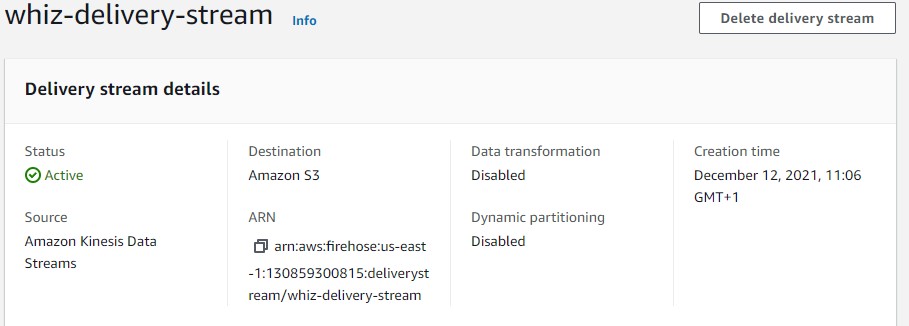 whiz-delivery-stream Info
Delete delivery stream
Delivery stream details
Status
Active
Source
Amazon Kinesis Data
Streams
Destination
Amazon S3
ARN
arn:aws:firehose:us-east
-1:130859300815:deliveryst
ream/whiz-delivery-stream
Data transformation
Disabled
Dynamic partitioning
Disabled
Creation time
December 12, 2021, 11:06
GMT+1